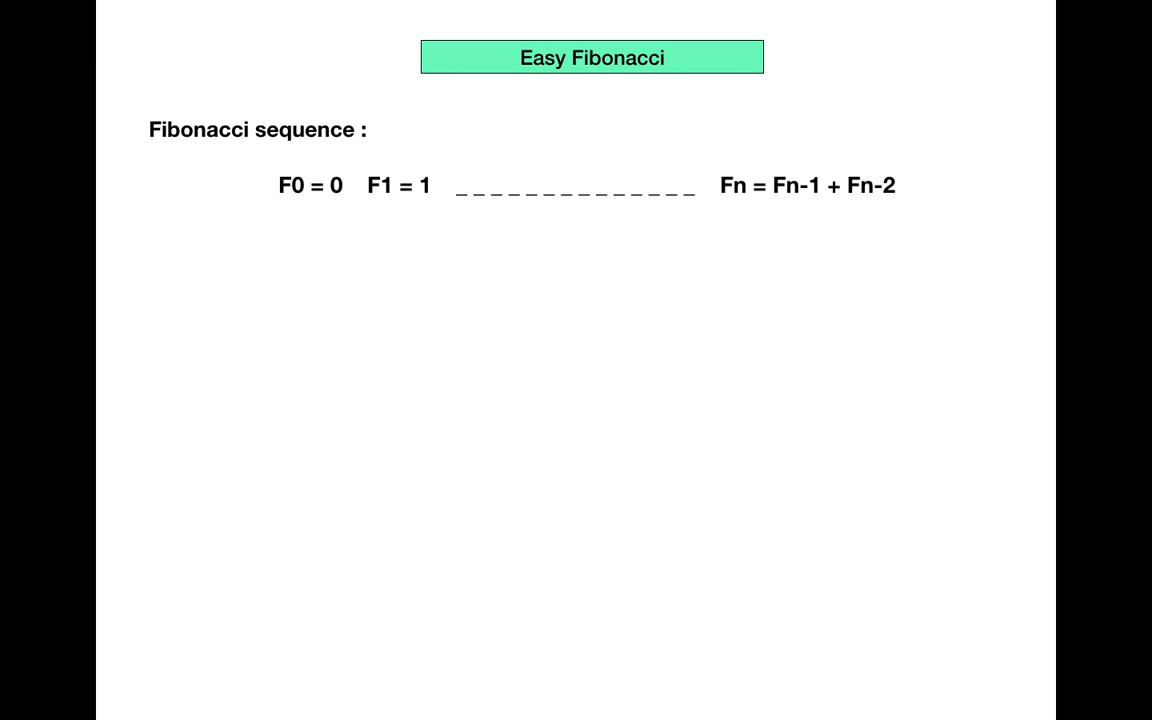 Easy Fibonacci
Fibonacci sequence :
F0 = 0 F1 = 1 _ _ _ _ _ _ _ _ _ _ _ _ _ _ Fn = Fn-1 + Fn-2